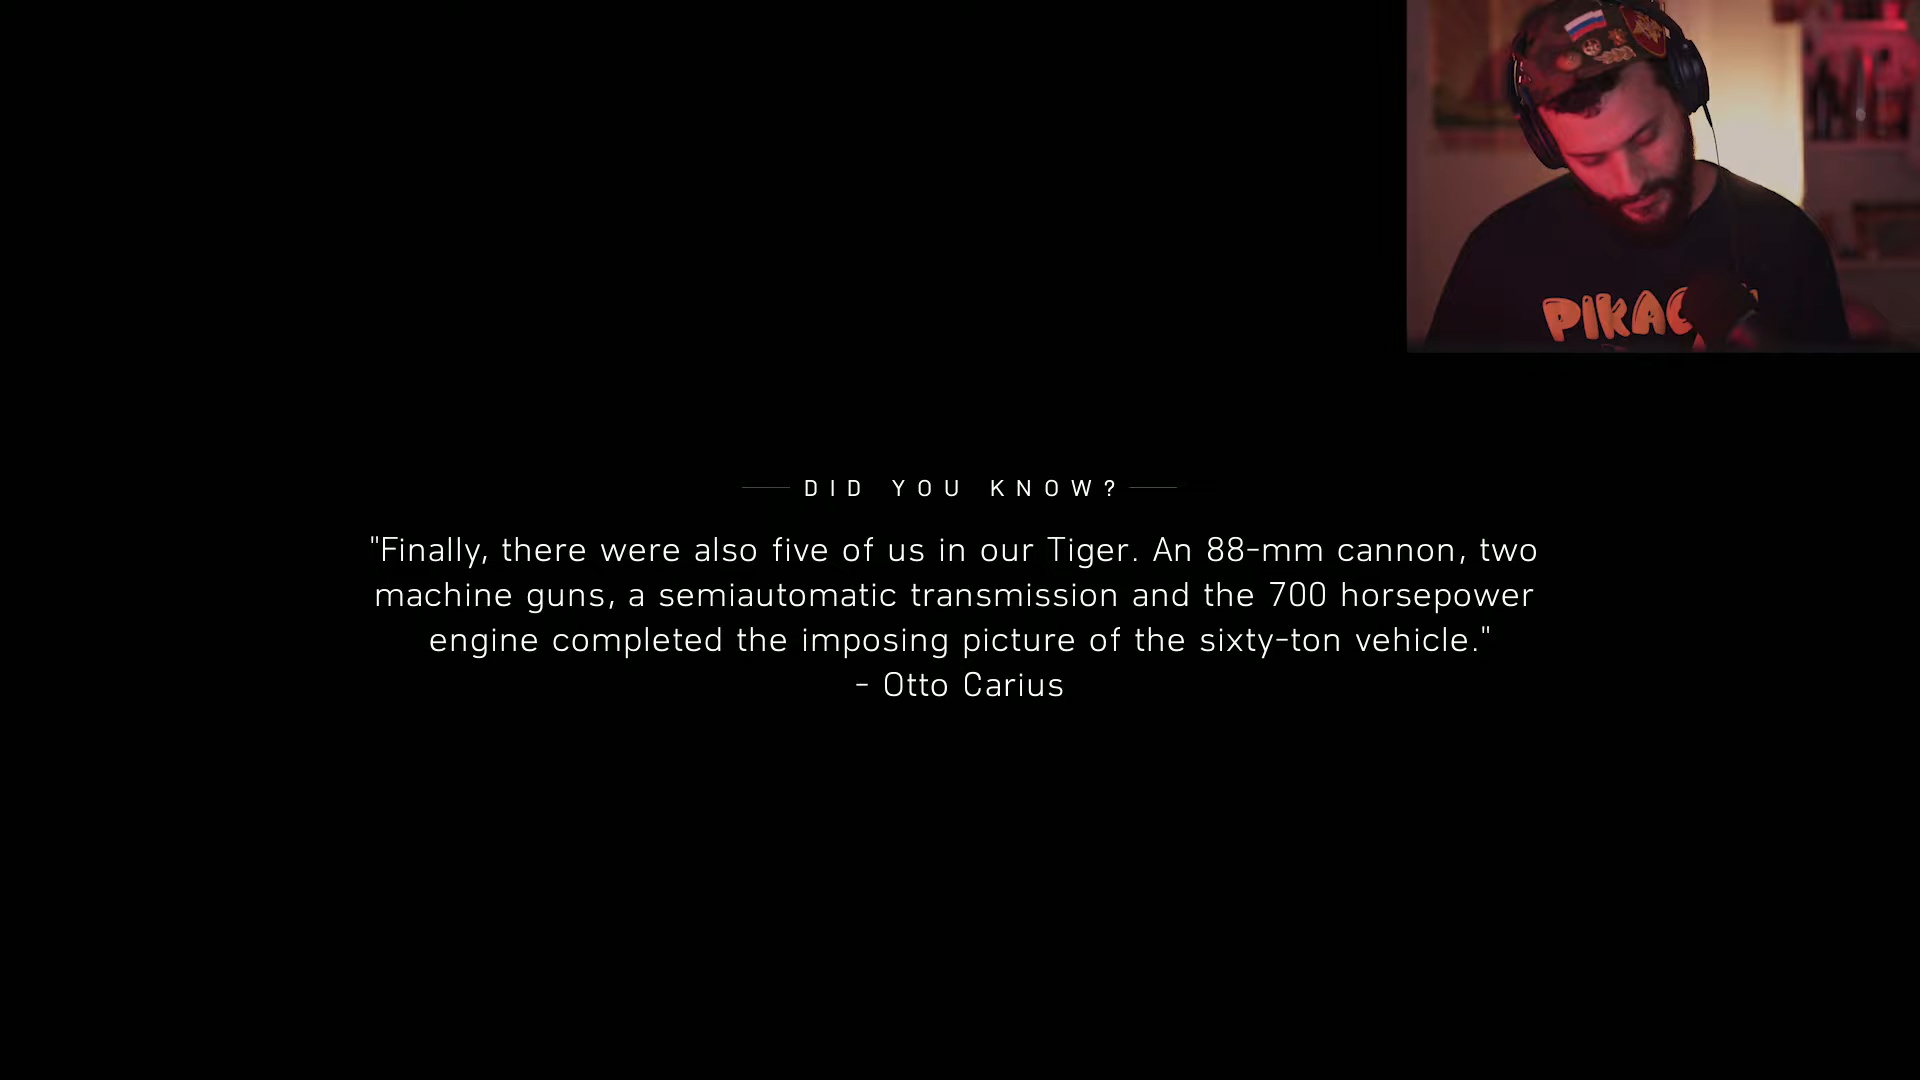 PIKAC
DID YOU KNOW?
"Finally, there were also five of us in our Tiger. An 88-mm cannon, two
machine guns, a semiautomatic transmission and the 700 horsepower
engine completed the imposing picture of the sixty-ton vehicle."
- Otto Carius